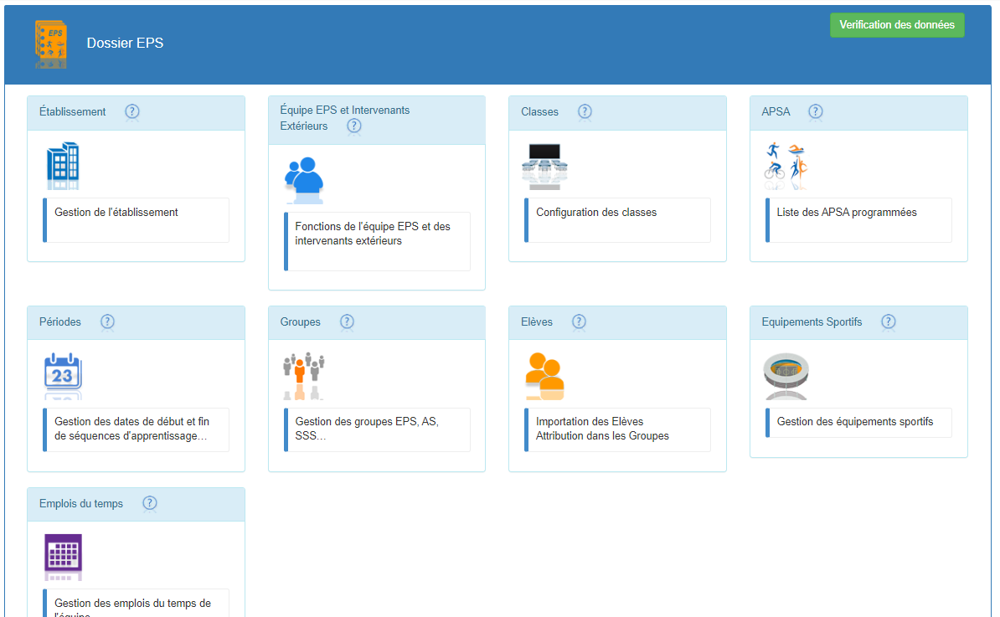 EPS
Dossier EPS
Verification des données
Établissement ?
Gestion de l'établissement
Équipe EPS et Intervenants
Extérieurs ?
Fonctions de l'équipe EPS et des
intervenants extérieurs
Classes ?
Configuration des classes
APSA ?
Liste des APSA programmées
Périodes ?
23
Gestion des dates de début et fin
de séquences d'apprentissage...
Groupes ?
Gestion des groupes EPS, AS,
SSS...
Elèves ?
Importation des Elèves
Attribution dans les Groupes
Equipements Sportifs ?
Gestion des équipements sportifs
Emplois du temps ?
Gestion des emplois du temps de
l'équipe